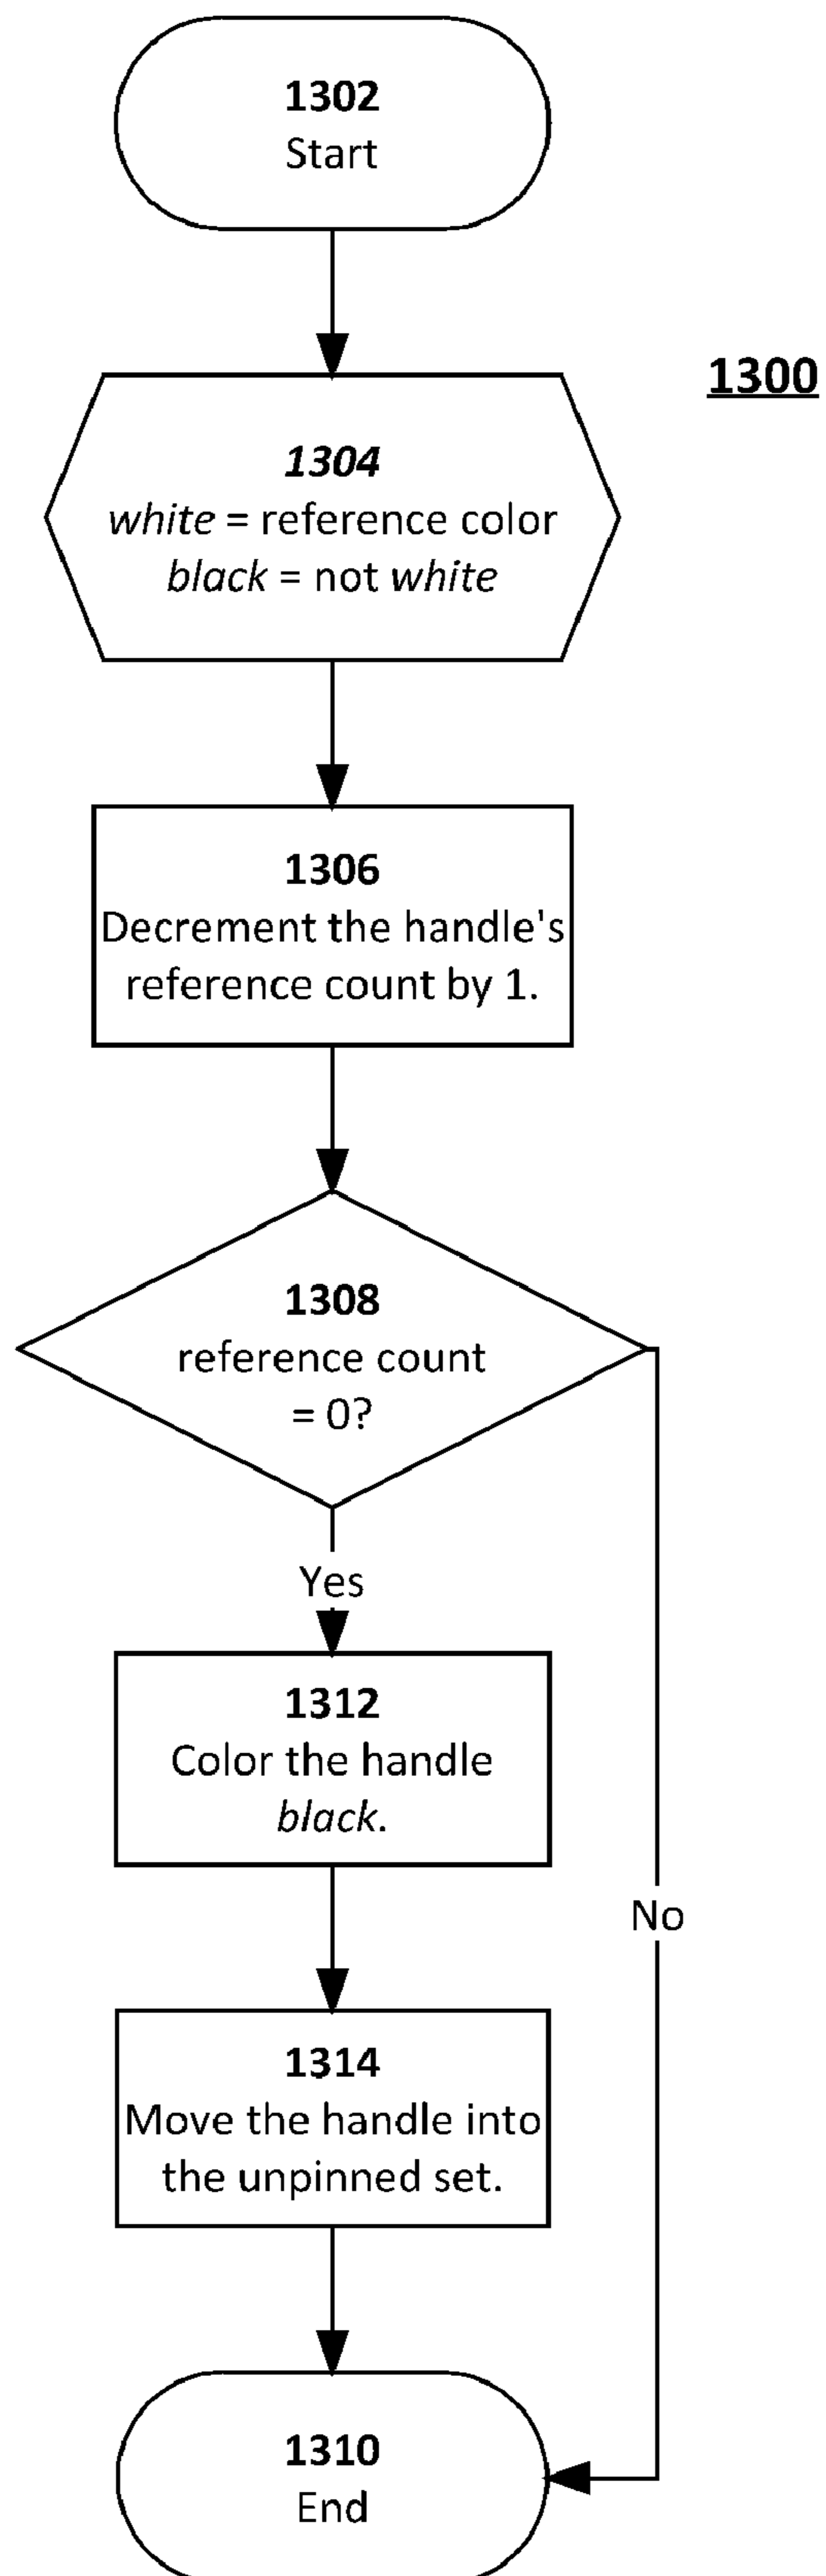 1302
Start
1300
1304
white = reference color
black = not white
1306
Decrement the handle's
reference count by 1.
1308
reference count
= 0?
Yes
1312
Color the handle
black.
No
1314
Move the handle into
the unpinned set.
1310
End